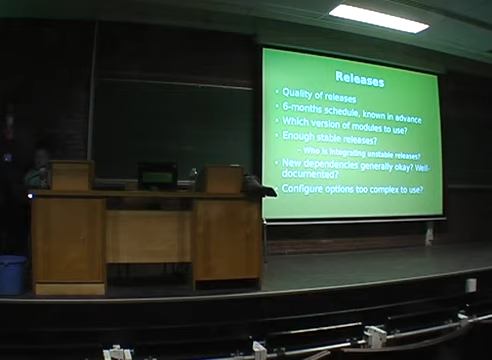 Releases
• Quality of releases
• 6-months schedule, known in advance
• Which version of modules to use?
• Enough stable releases?
– Who is integrating unstable releases?
• New dependencies generally okay? Well-
documented?
• Configure options too complex to use?